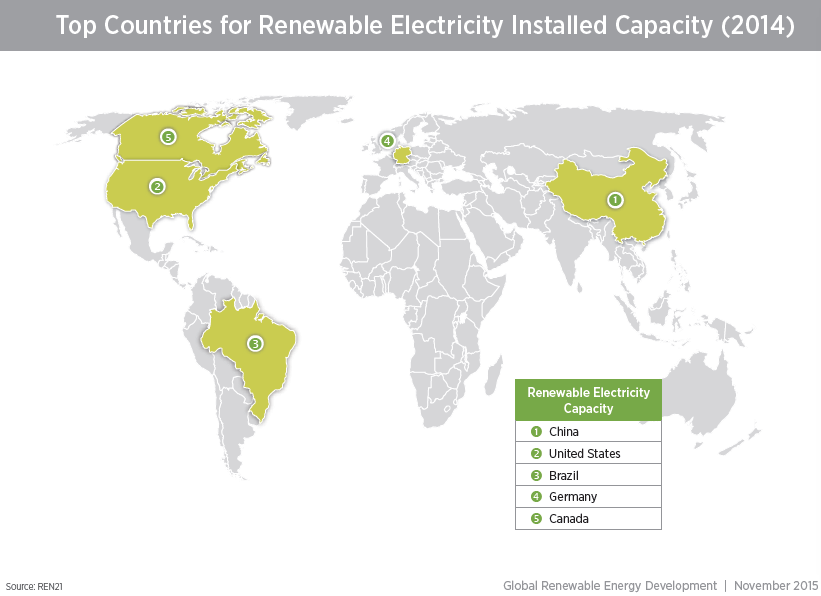 Top Countries for Renewable Electricity Installed Capacity (2014)
5
4
2
1
3
Renewable Electricity
Capacity
1 China
2 United States
3 Brazil
4 Germany
5 Canada
Source: REN21
Global Renewable Energy Development | November 2015